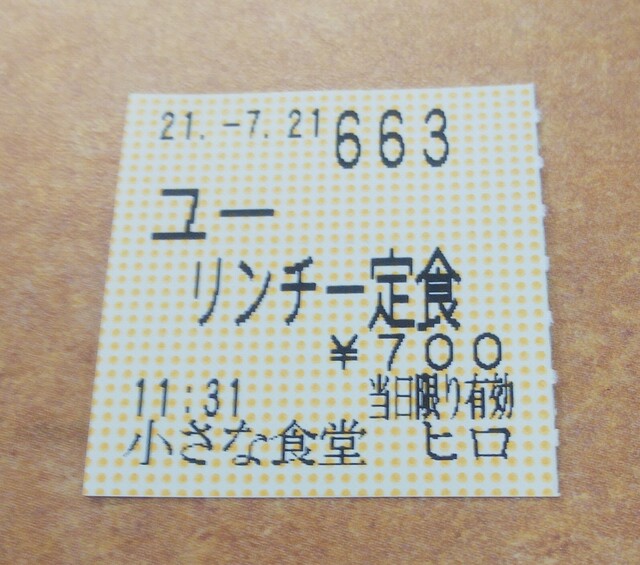 21.-7.21 663
ユー
リンチー定食
¥700
11:31 当日限り有効
小さな食堂 ヒロ